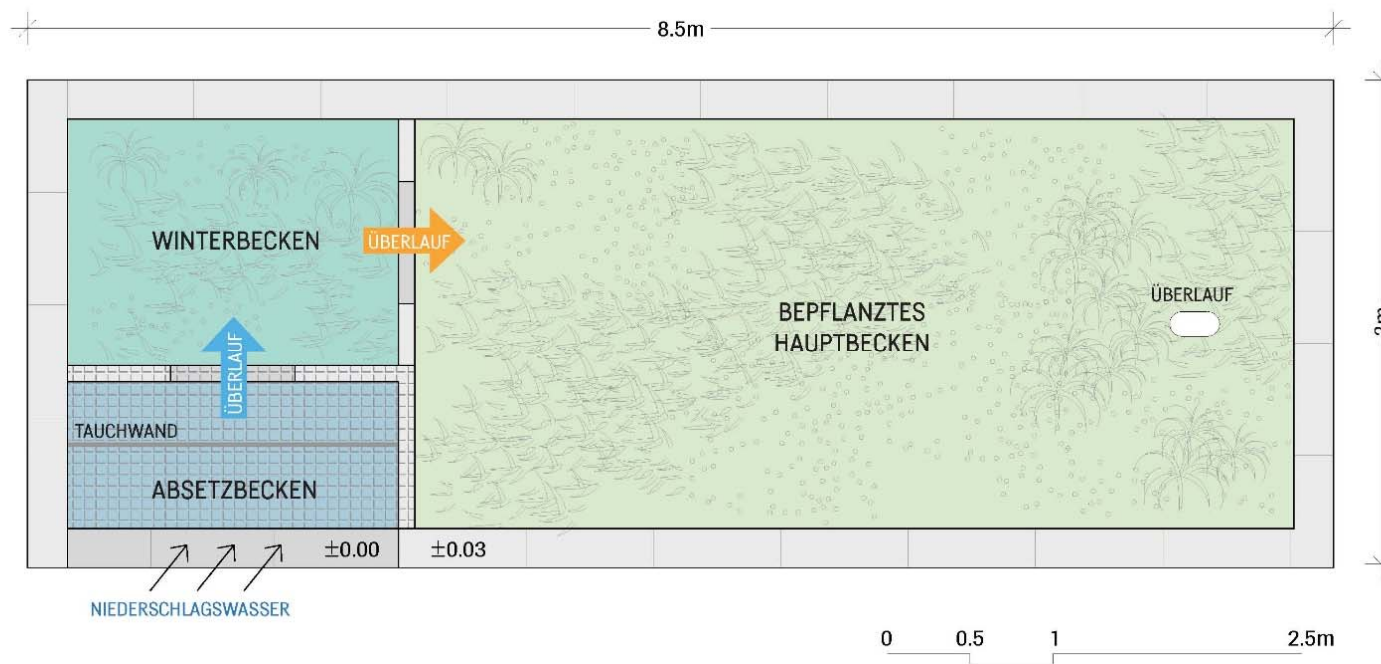 8.5m
WINTERBECKEN
ÜBERLAUF
BEPFLANZTES
HAUPTBECKEN
ÜBERLAUF
ÜBERLAUF
TAUCHWAND
ABSETZBECKEN
±0.00
±0.03
NIEDERSCHLAGSWASSER
0 0.5 1 2.5m